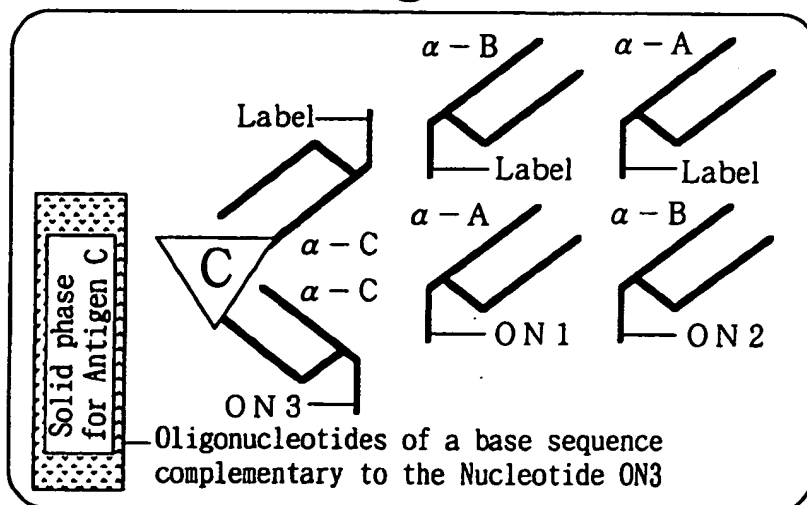 α-B
α-A
Label
Label
Label
α-A
α-B
C
α-C
α-C
Solid phase
for Antigen C
ON1
ON2
ON3
Oligonucleotides of a base sequence
complementary to the Nucleotide ON3